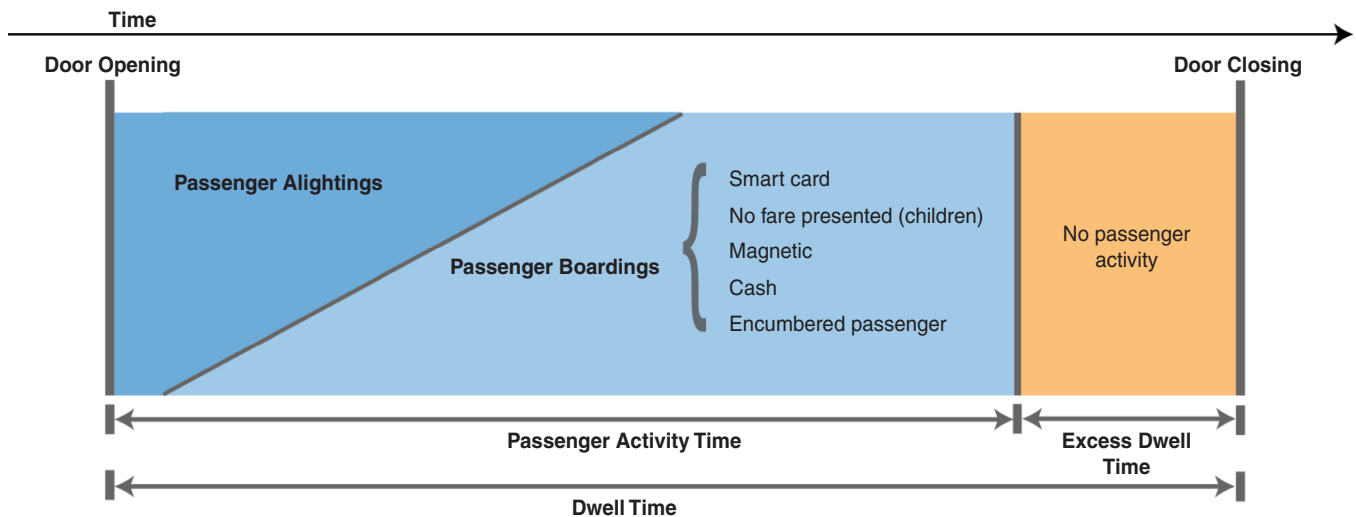 Time
Door Opening
Door Closing
Passenger Alightings
Passenger Boardings
Smart card
No fare presented (children)
Magnetic
Cash
Encumbered passenger
No passenger
activity
Passenger Activity Time
Excess Dwell
Time
Dwell Time